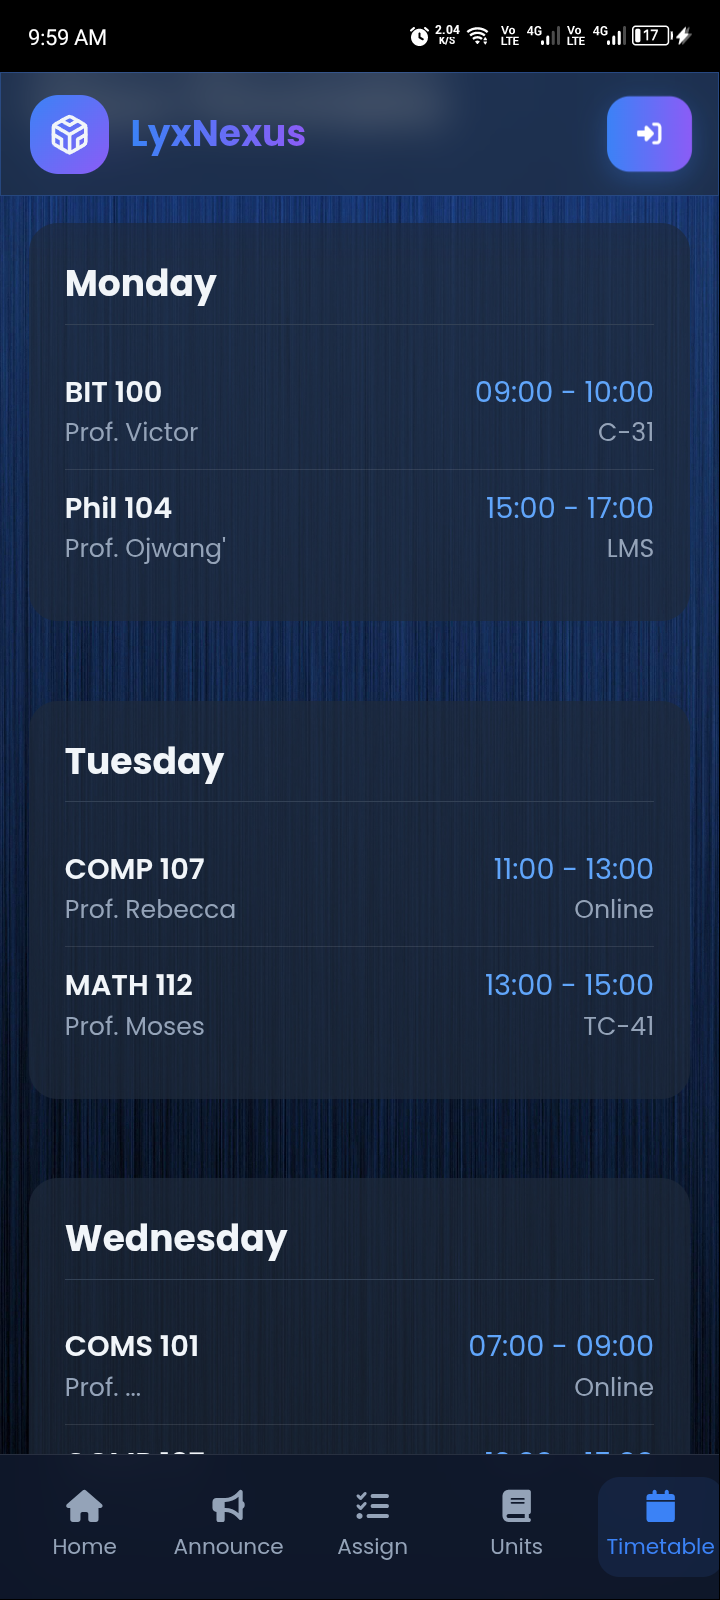 9:59 AM
2.04 K/S
Vo LTE 4G Vo LTE 4G 17
LyxNexus
Monday
BIT 100 09:00 - 10:00
Prof. Victor C-31
Phil 104 15:00 - 17:00
Prof. Ojwang' LMS
Tuesday
COMP 107 11:00 - 13:00
Prof. Rebecca Online
MATH 112 13:00 - 15:00
Prof. Moses TC-41
Wednesday
COMS 101 07:00 - 09:00
Prof. ... Online
Home Announce Assign Units Timetable